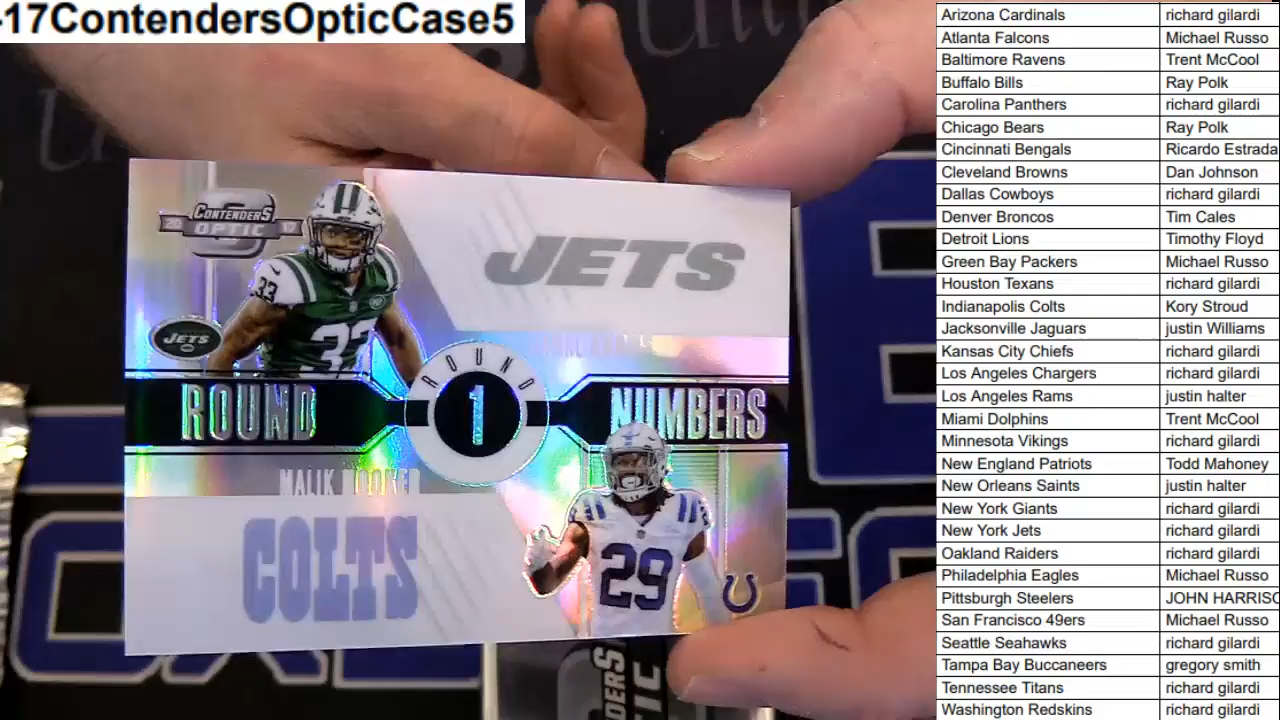 -17ContendersOpticCase5
CONTENDERS
OPTIC
20 17
JETS
33
33
JETS
ROUND
ROUND
1
NUMBERS
MALIK HOOKER
COLTS
29
Arizona Cardinals richard gilardi
Atlanta Falcons Michael Russo
Baltimore Ravens Trent McCool
Buffalo Bills Ray Polk
Carolina Panthers richard gilardi
Chicago Bears Ray Polk
Cincinnati Bengals Ricardo Estrada
Cleveland Browns Dan Johnson
Dallas Cowboys richard gilardi
Denver Broncos Tim Cales
Detroit Lions Timothy Floyd
Green Bay Packers Michael Russo
Houston Texans richard gilardi
Indianapolis Colts Kory Stroud
Jacksonville Jaguars justin Williams
Kansas City Chiefs richard gilardi
Los Angeles Chargers richard gilardi
Los Angeles Rams justin halter
Miami Dolphins Trent McCool
Minnesota Vikings richard gilardi
New England Patriots Todd Mahoney
New Orleans Saints justin halter
New York Giants richard gilardi
New York Jets richard gilardi
Oakland Raiders richard gilardi
Philadelphia Eagles Michael Russo
Pittsburgh Steelers JOHN HARRISO
San Francisco 49ers Michael Russo
Seattle Seahawks richard gilardi
Tampa Bay Buccaneers gregory smith
Tennessee Titans richard gilardi
Washington Redskins richard gilardi